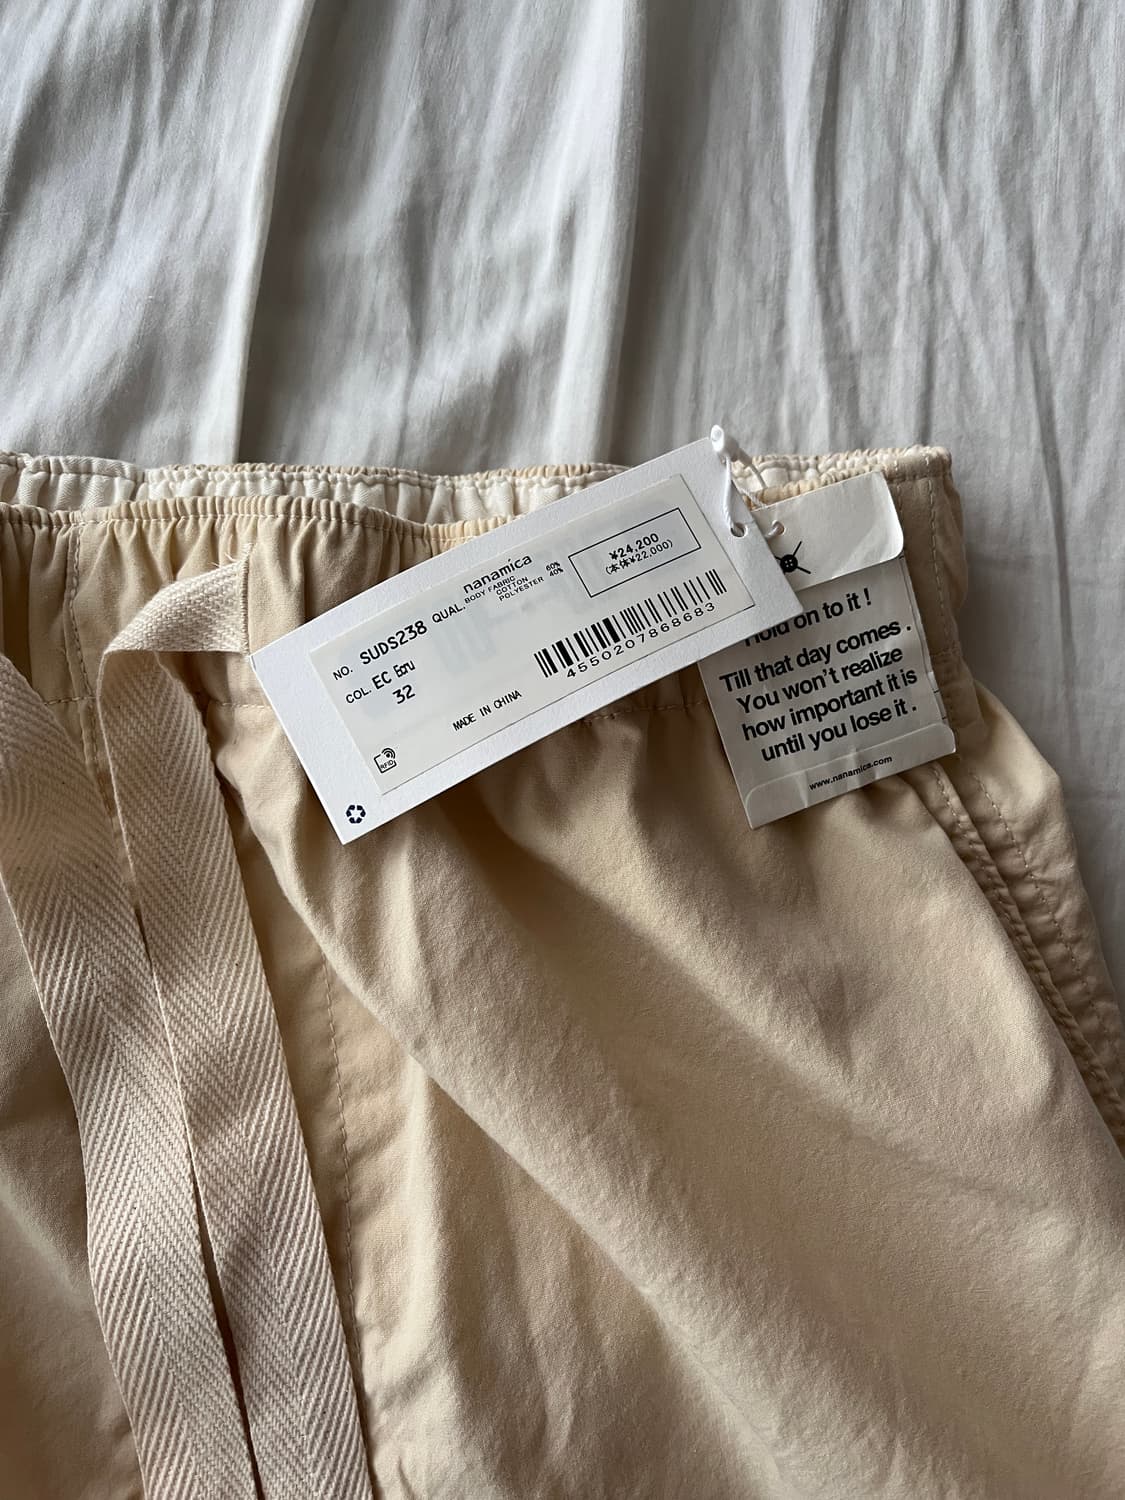 nanamica
NO. SUDS238 QUAL. BODY FABRIC
COTTON 60%
POLYESTER 40%
¥24,200
(本体¥22,000)
COL. EC Ecru
32
4550207868683
MADE IN CHINA
RFID
Hold on to it !
Till that day comes .
You won't realize
how important it is
until you lose it .
www.nanamica.com